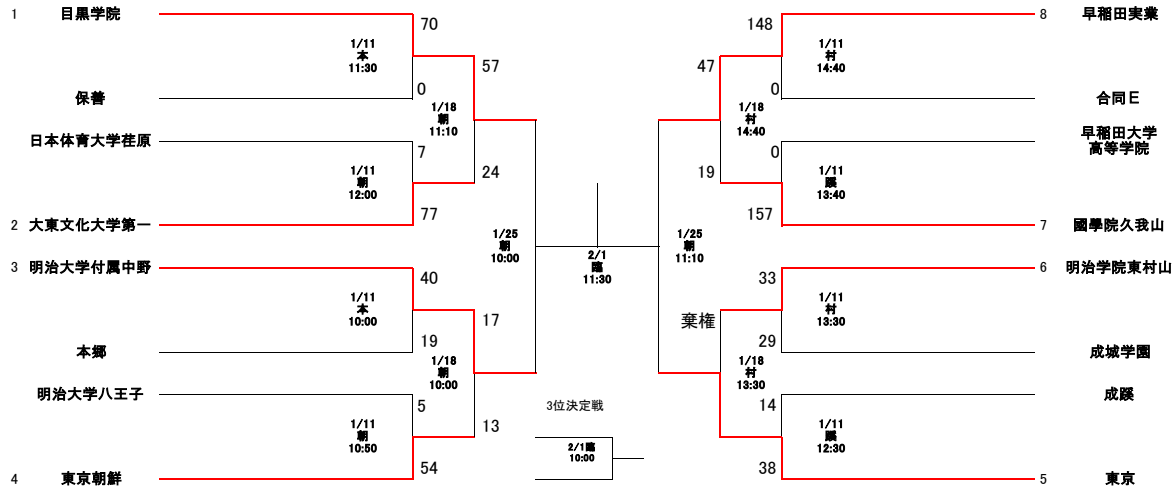 1 目黒学院 70
1/11
本
11:30
57
保善 0
1/18
朝
11:10
日本体育大学荏原 7
24
1/11
朝
12:00
2 大東文化大学第一 77
1/25
朝
10:00
3 明治大学付属中野 40
1/11
本
10:00
17
本郷 19
1/18
朝
10:00
明治大学八王子 5
13
1/11
朝
10:50
4 東京朝鮮 54
2/1
臨
11:30
3位決定戦
2/1臨
10:00
148 8 早稲田実業
1/11
村
14:40
47
0 合同E
1/18
村
14:40
0 早稲田大学
高等学院
19
1/11
蹊
13:40
157 7 國學院久我山
1/25
朝
11:10
33 6 明治学院東村山
1/11
村
13:30
棄権
29 成城学園
1/18
村
13:30
14 成蹊
1/11
蹊
12:30
38 5 東京